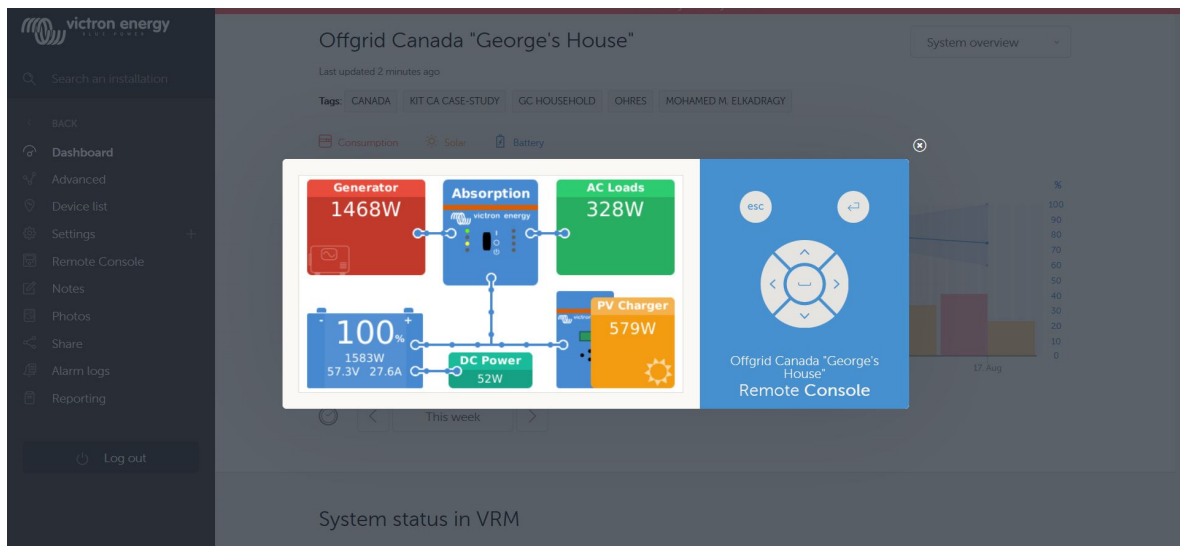 victron energy
BLUE POWER
Search an installation
BACK
Dashboard
Advanced
Device list
Settings +
Remote Console
Notes
Photos
Share
Alarm logs
Reporting
Log out
Offgrid Canada "George's House"
System overview
Last updated 2 minutes ago
Tags: CANADA KIT CA CASE-STUDY GC HOUSEHOLD OHRES MOHAMED M. ELKADRAGY
Consumption Solar Battery
Generator
1468W
Absorption
victron energy
AC Loads
328W
- +
100%
1583W
57.3V 27.6A
DC Power
52W
PV Charger
579W
esc
Offgrid Canada "George's
House"
Remote Console
%
100
90
80
70
60
50
40
30
20
10
0
17. Aug
This week
System status in VRM